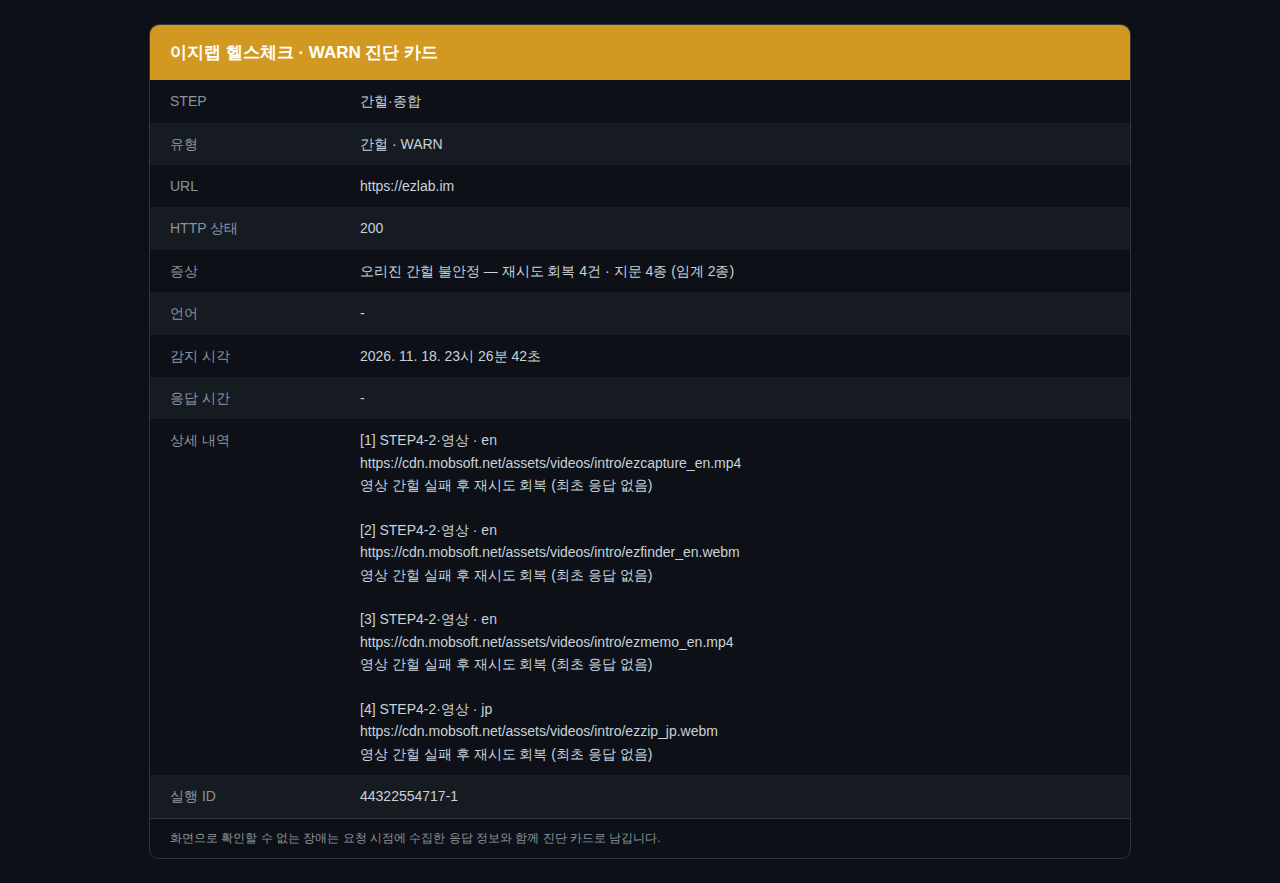 이지랩 헬스체크 · WARN 진단 카드
STEP 간헐·종합
유형 간헐 · WARN
URL https://ezlab.im
HTTP 상태 200
증상 오리진 간헐 불안정 — 재시도 회복 4건 · 지문 4종 (임계 2종)
언어 -
감지 시각 2026. 11. 18. 23시 26분 42초
응답 시간 -
상세 내역 [1] STEP4-2·영상 · en
https://cdn.mobsoft.net/assets/videos/intro/ezcapture_en.mp4
영상 간헐 실패 후 재시도 회복 (최초 응답 없음)
[2] STEP4-2·영상 · en
https://cdn.mobsoft.net/assets/videos/intro/ezfinder_en.webm
영상 간헐 실패 후 재시도 회복 (최초 응답 없음)
[3] STEP4-2·영상 · en
https://cdn.mobsoft.net/assets/videos/intro/ezmemo_en.mp4
영상 간헐 실패 후 재시도 회복 (최초 응답 없음)
[4] STEP4-2·영상 · jp
https://cdn.mobsoft.net/assets/videos/intro/ezzip_jp.webm
영상 간헐 실패 후 재시도 회복 (최초 응답 없음)
실행 ID 44322554717-1
화면으로 확인할 수 없는 장애는 요청 시점에 수집한 응답 정보와 함께 진단 카드로 남깁니다.